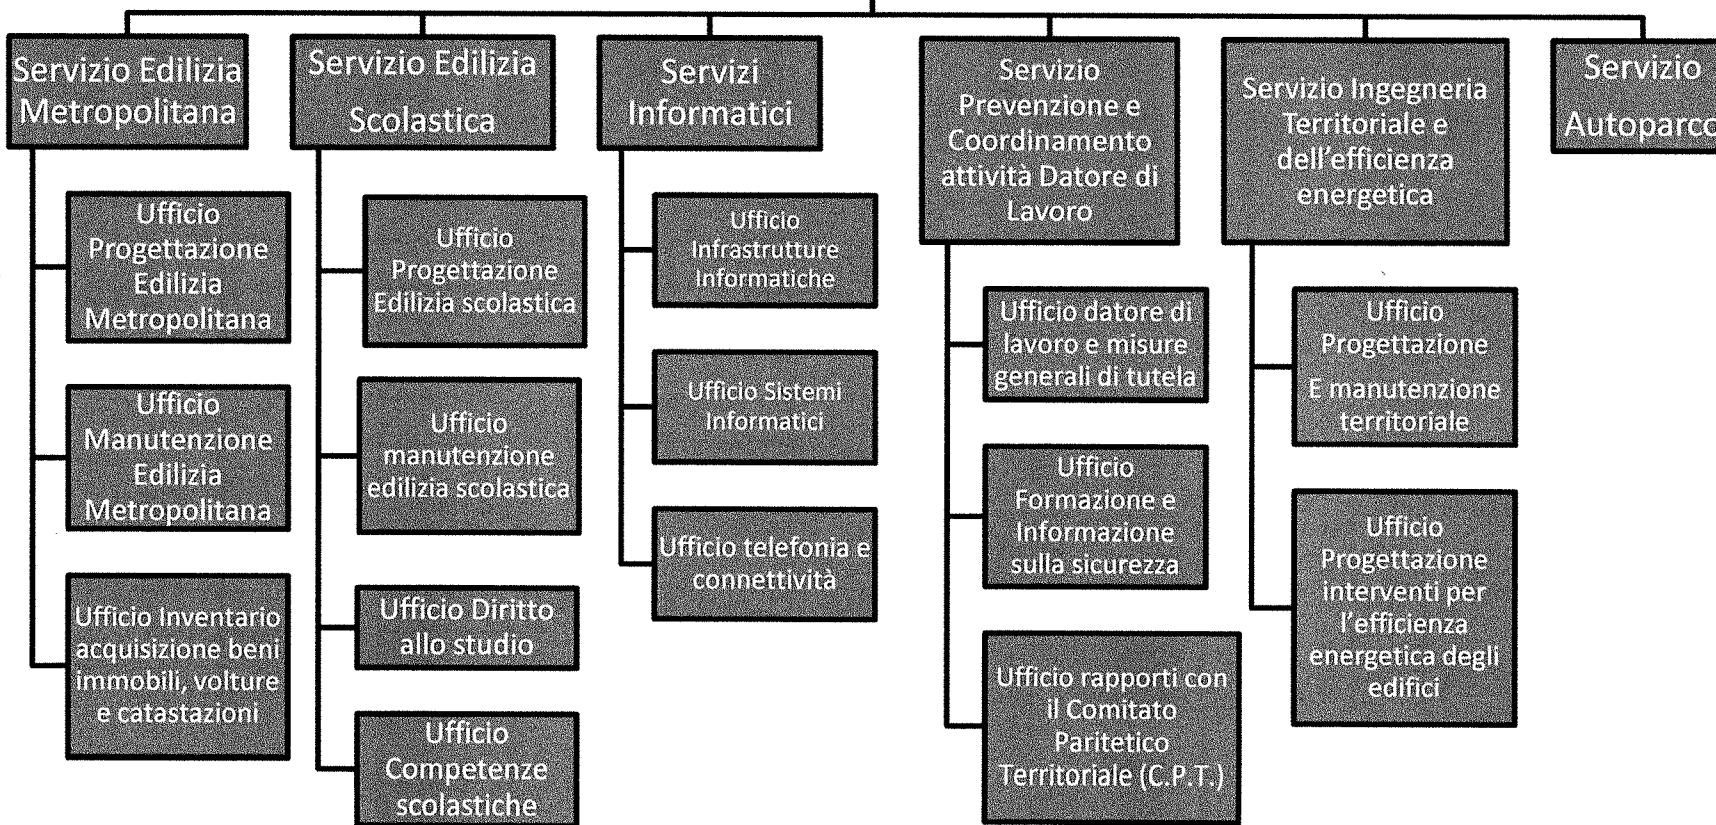 Servizio Edilizia
Metropolitana
Ufficio
Progettazione
Edilizia
Metropolitana
Ufficio
Manutenzione
Edilizia
Metropolitana
Ufficio Inventario
acquisizione beni
immobili, volture
e catastazioni
Servizio Edilizia
Scolastica
Ufficio
Progettazione
Edilizia scolastica
Ufficio
manutenzione
edilizia scolastica
Ufficio Diritto
allo studio
Ufficio
Competenze
scolastiche
Servizi
Informatici
Ufficio
Infrastrutture
Informatiche
Ufficio Sistemi
Informatici
Ufficio telefonia e
connettività
Servizio
Prevenzione e
Coordinamento
attività Datore di
Lavoro
Ufficio datore di
lavoro e misure
generali di tutela
Ufficio
Formazione e
Informazione
sulla sicurezza
Ufficio rapporti con
il Comitato
Paritetico
Territoriale (C.P.T.)
Servizio Ingegneria
Territoriale e
dell'efficienza
energetica
Ufficio
Progettazione
E manutenzione
territoriale
Ufficio
Progettazione
interventi per
l'efficienza
energetica degli
edifici
Servizio
Autoparco